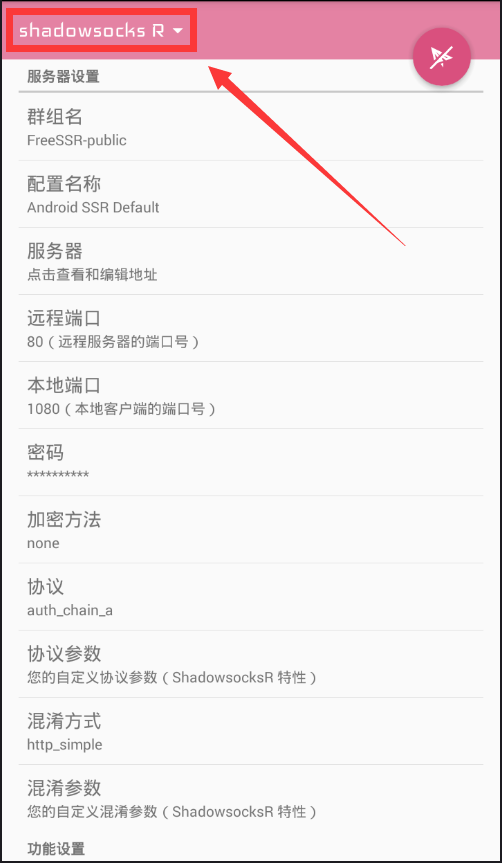 shadowsocks R
服务器设置
群组名
FreeSSR-public
配置名称
Android SSR Default
服务器
点击查看和编辑地址
远程端口
80（远程服务器的端口号）
本地端口
1080（本地客户端的端口号）
密码
**********
加密方法
none
协议
auth_chain_a
协议参数
您的自定义协议参数（ShadowsocksR 特性）
混淆方式
http_simple
混淆参数
您的自定义混淆参数（ShadowsocksR 特性）
功能设置